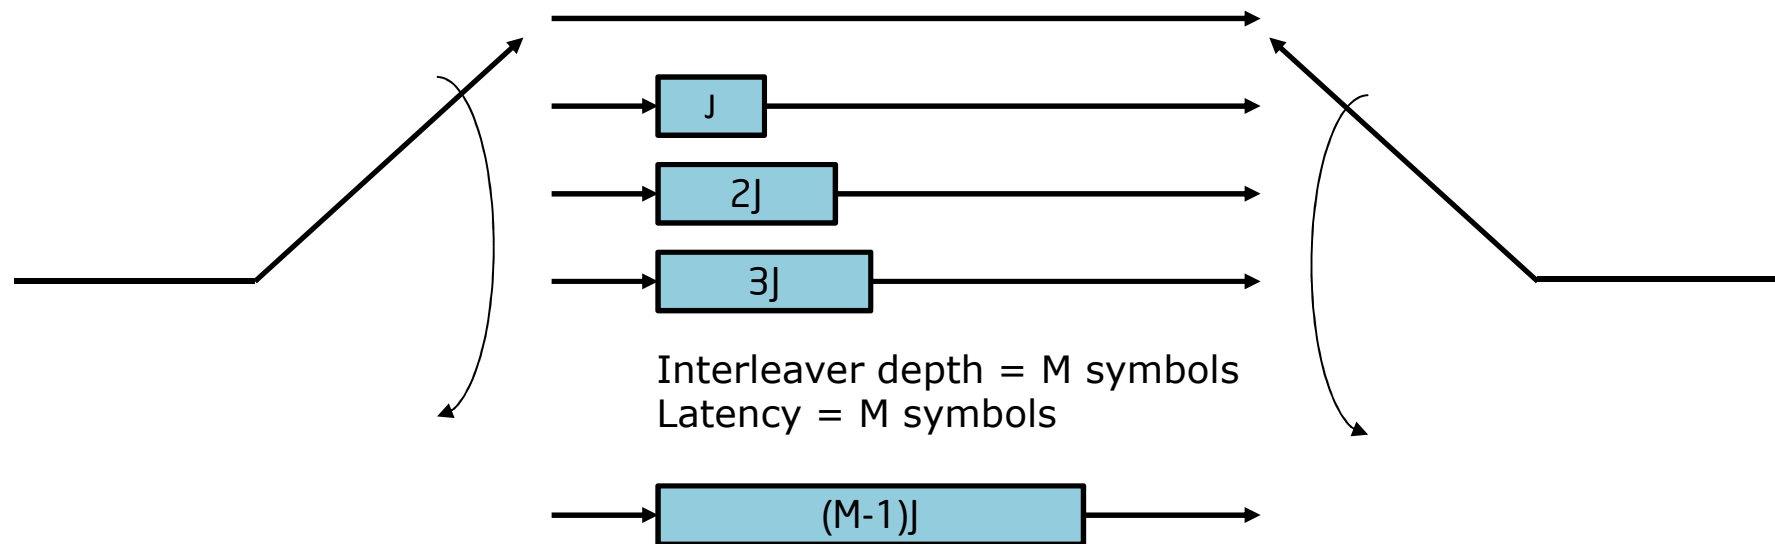 J
2J
3J
Interleaver depth = M symbols
Latency = M symbols
(M-1)J